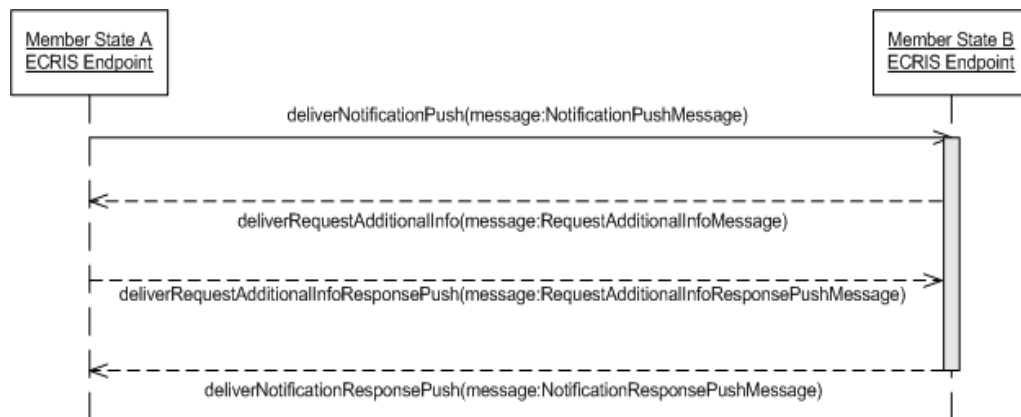 Member State A
ECRIS Endpoint
Member State B
ECRIS Endpoint
deliverNotificationPush(message:NotificationPushMessage)
deliverRequestAdditionalInfo(message:RequestAdditionalInfoMessage)
deliverRequestAdditionalInfoResponsePush(message:RequestAdditionalInfoResponsePushMessage)
deliverNotificationResponsePush(message:NotificationResponsePushMessage)